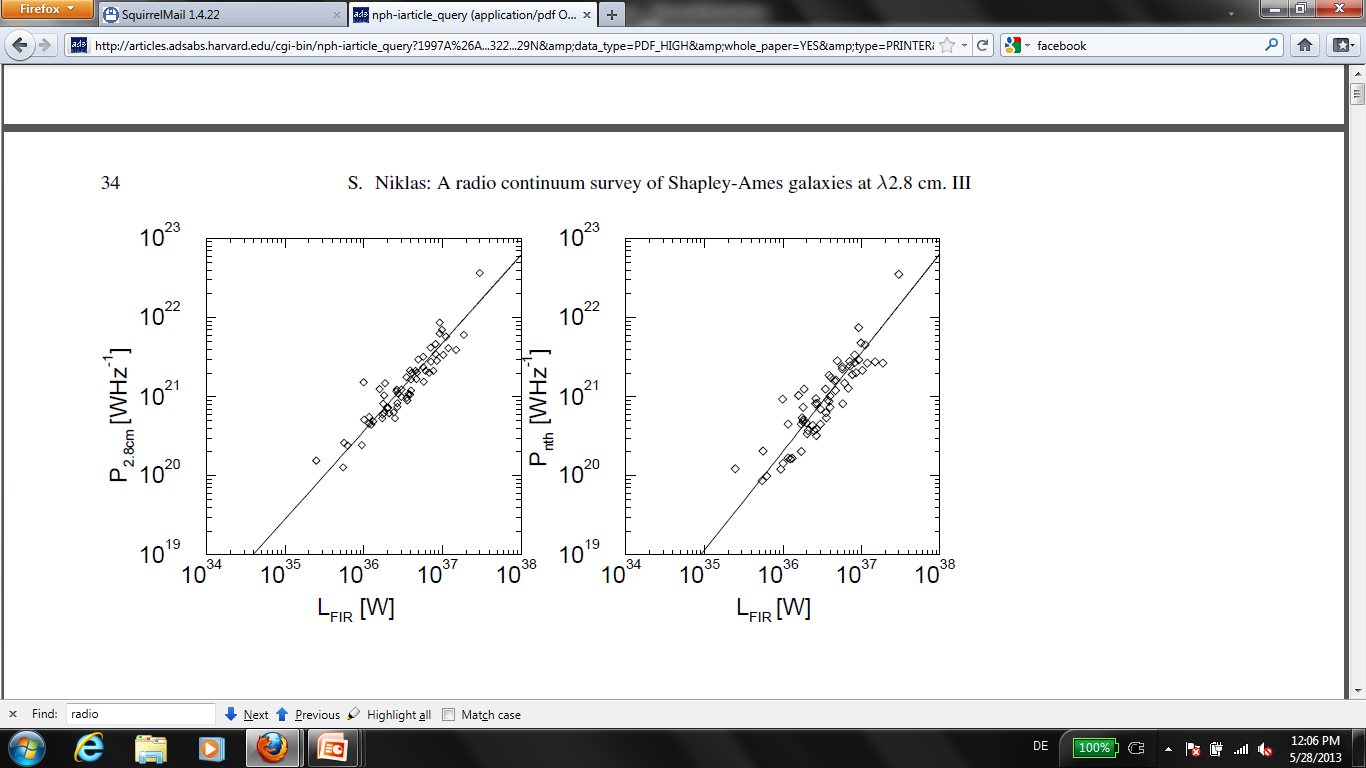 Firefox
SquirrelMail 1.4.22
nph-iarticle_query (application/pdf O...
http://articles.adsabs.harvard.edu/cgi-bin/nph-iarticle_query?1997A%26A...322...29N&amp;data_type=PDF_HIGH&amp;whole_paper=YES&amp;type=PRINTER&
facebook
34 S. Niklas: A radio continuum survey of Shapley-Ames galaxies at λ2.8 cm. III
10^23
10^22
10^21
10^20
10^19
P_2.8cm [WHz^-1]
10^34 10^35 10^36 10^37 10^38
L_FIR [W]
10^23
10^22
10^21
10^20
10^19
P_nth [WHz^-1]
10^34 10^35 10^36 10^37 10^38
L_FIR [W]
× Find: radio Next Previous Highlight all Match case
DE 100% 12:06 PM
5/28/2013